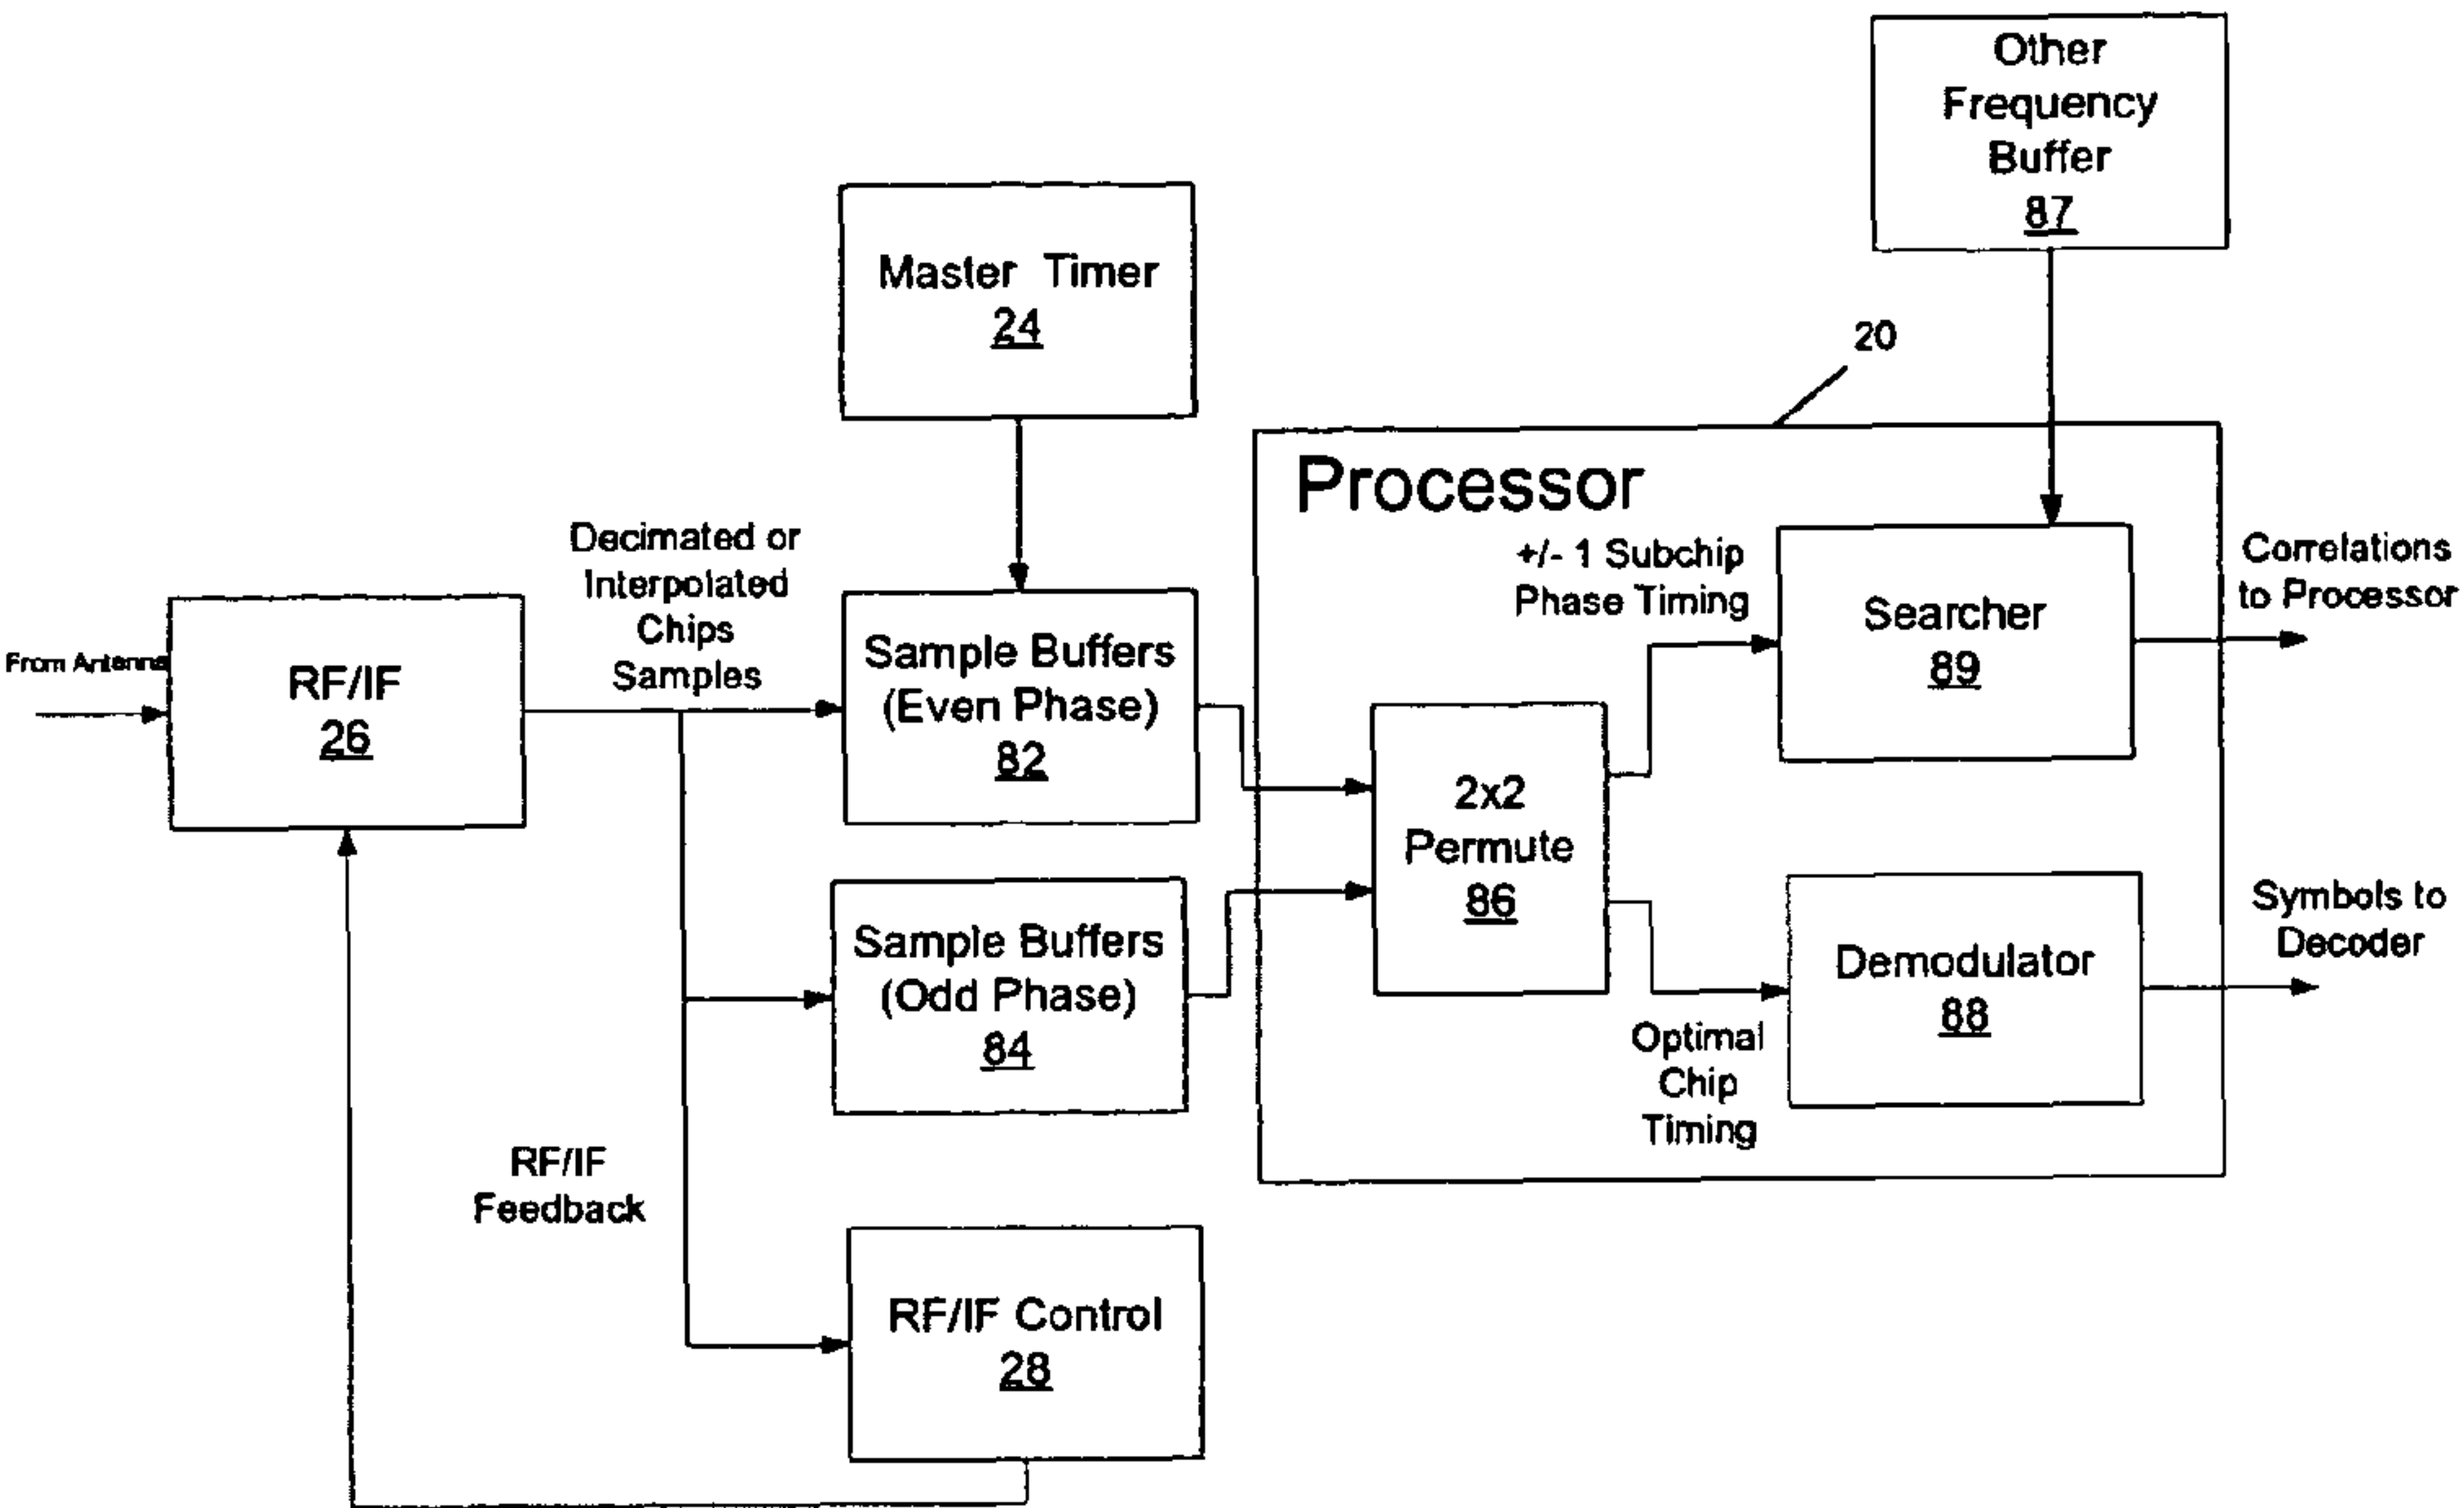 Other
Frequency
Buffer
87
Master Timer
24
20
Processor
Decimated or
Interpolated
Chips
Samples
+/- 1 Subchip
Phase Timing
Correlations
to Processor
From Antenna
RF/IF
26
Sample Buffers
(Even Phase)
82
Searcher
89
2x2
Permute
86
Sample Buffers
(Odd Phase)
84
Demodulator
88
Symbols to
Decoder
Optimal
Chip
Timing
RF/IF
Feedback
RF/IF Control
28